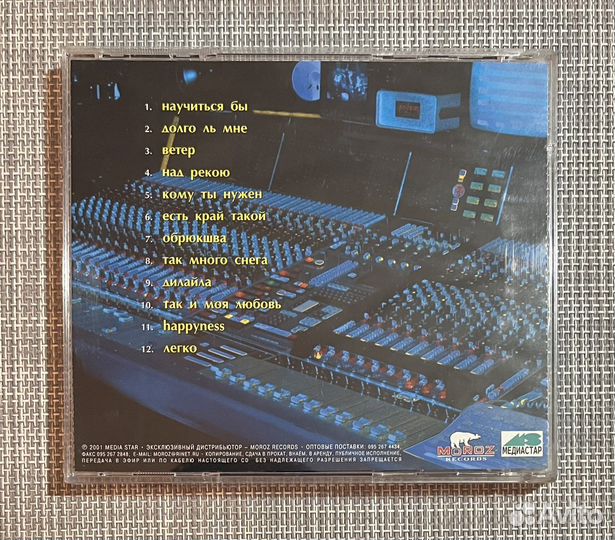 1. научиться бы
2. долго ль мне
3. ветер
4. над рекою
5. кому ты нужен
6. есть край такой
7. обрюкшва
8. так много снега
9. дилайла
10. так и моя любовь
11. happyness
12. легко
© 2001 MEDIA STAR · ЭКСКЛЮЗИВНЫЙ ДИСТРИБЬЮТОР – MOROZ RECORDS · ОПТОВЫЕ ПОСТАВКИ: 095 267 4434,
ФАКС 095 267 2848, E-MAIL: MOROZ@RINET.RU · КОПИРОВАНИЕ, СДАЧА В ПРОКАТ, ВНАЁМ, В АРЕНДУ, ПУБЛИЧНОЕ ИСПОЛНЕНИЕ,
ПЕРЕДАЧА В ЭФИР ИЛИ ПО КАБЕЛЮ НАСТОЯЩЕГО CD БЕЗ НАДЛЕЖАЩЕГО РАЗРЕШЕНИЯ ЗАПРЕЩАЕТСЯ
MOROZ
RECORDS
МЕДИАСТАР
Avito